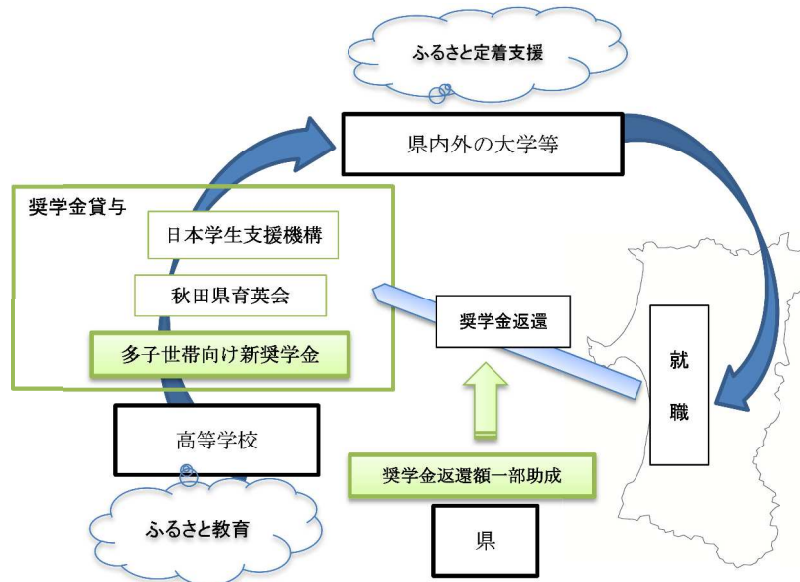 ふるさと定着支援
県内外の大学等
奨学金貸与
日本学生支援機構
秋田県育英会
多子世帯向け新奨学金
奨学金返還
就職
高等学校
奨学金返還額一部助成
ふるさと教育
県